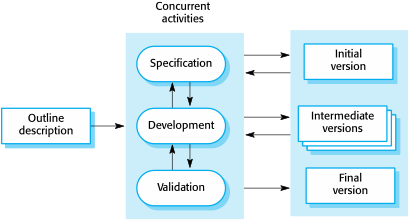 Concurrent
activities
Outline
description
Specification
Development
Validation
Initial
version
Intermediate
versions
Final
version